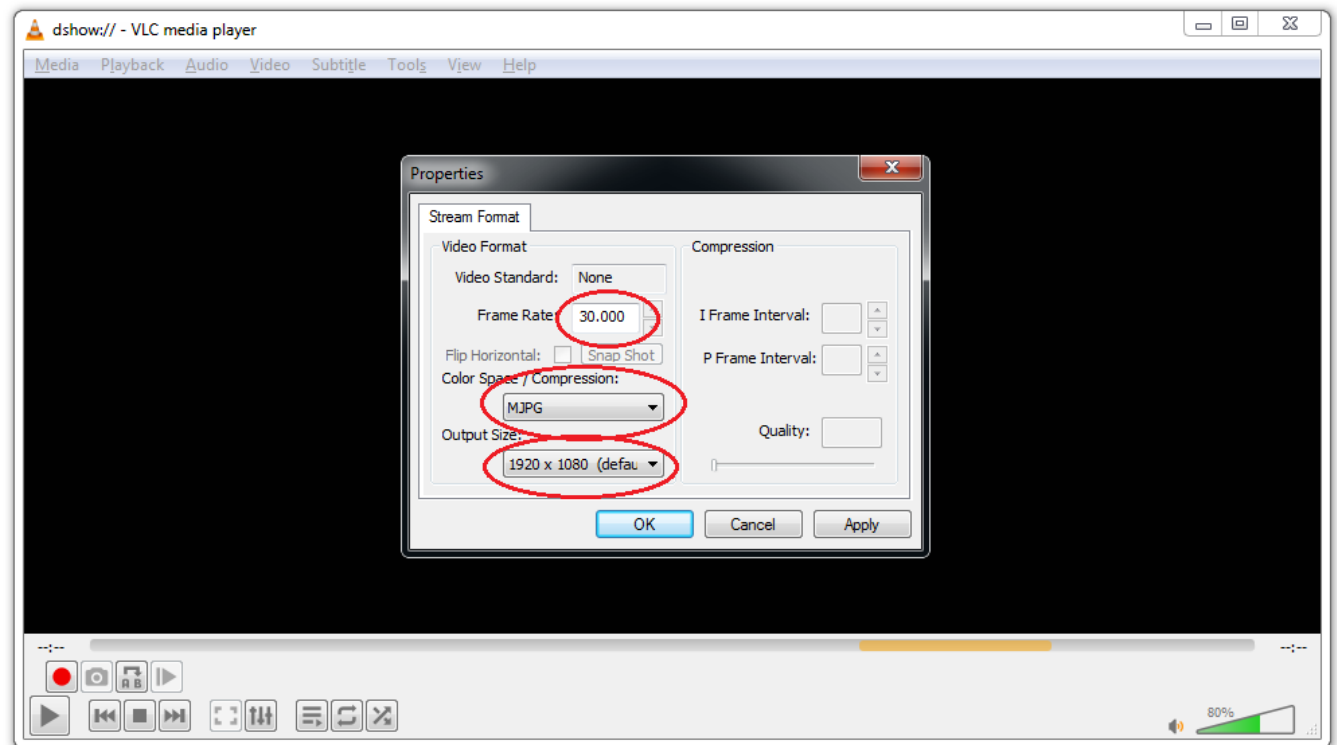 dshow:// - VLC media player
Media Playback Audio Video Subtitle Tools View Help
Properties
Stream Format
Video Format
Video Standard: None
Frame Rate: 30.000
Flip Horizontal: Snap Shot
Color Space / Compression:
MJPG
Output Size:
1920 x 1080 (defau
Compression
I Frame Interval:
P Frame Interval:
Quality:
OK Cancel Apply
--:-- --:--
A B
80%